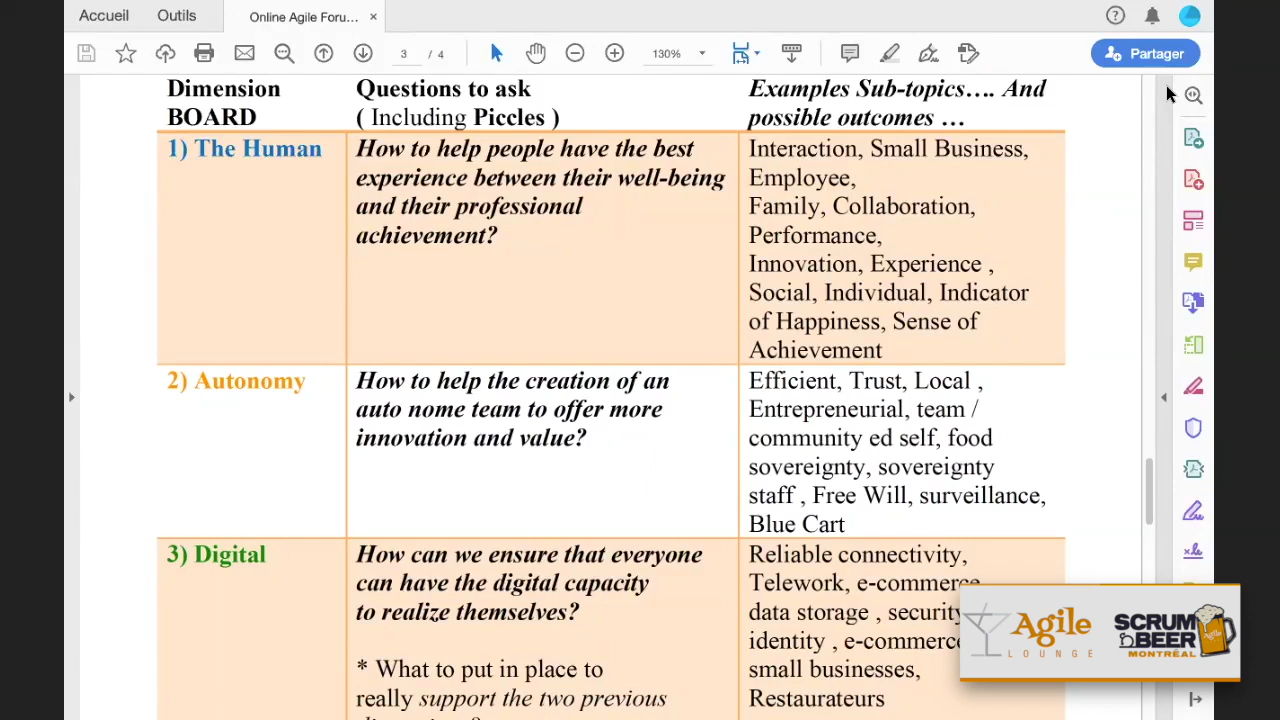 Accueil Outils Online Agile Foru... ×
3 / 4 130% Partager
Dimension BOARD
Questions to ask
( Including Piccles )
Examples Sub-topics…. And
possible outcomes …
1) The Human
How to help people have the best
experience between their well-being
and their professional
achievement?
Interaction, Small Business,
Employee,
Family, Collaboration,
Performance,
Innovation, Experience ,
Social, Individual, Indicator
of Happiness, Sense of
Achievement
2) Autonomy
How to help the creation of an
auto nome team to offer more
innovation and value?
Efficient, Trust, Local ,
Entrepreneurial, team /
community ed self, food
sovereignty, sovereignty
staff , Free Will, surveillance,
Blue Cart
3) Digital
How can we ensure that everyone
can have the digital capacity
to realize themselves?
* What to put in place to
really support the two previous
Reliable connectivity,
Telework, e-commerce
data storage , security
identity , e-commerce
small businesses,
Restaurateurs
Agile
LOUNGE
SCRUM
BEER
MONTRÉAL
Agile